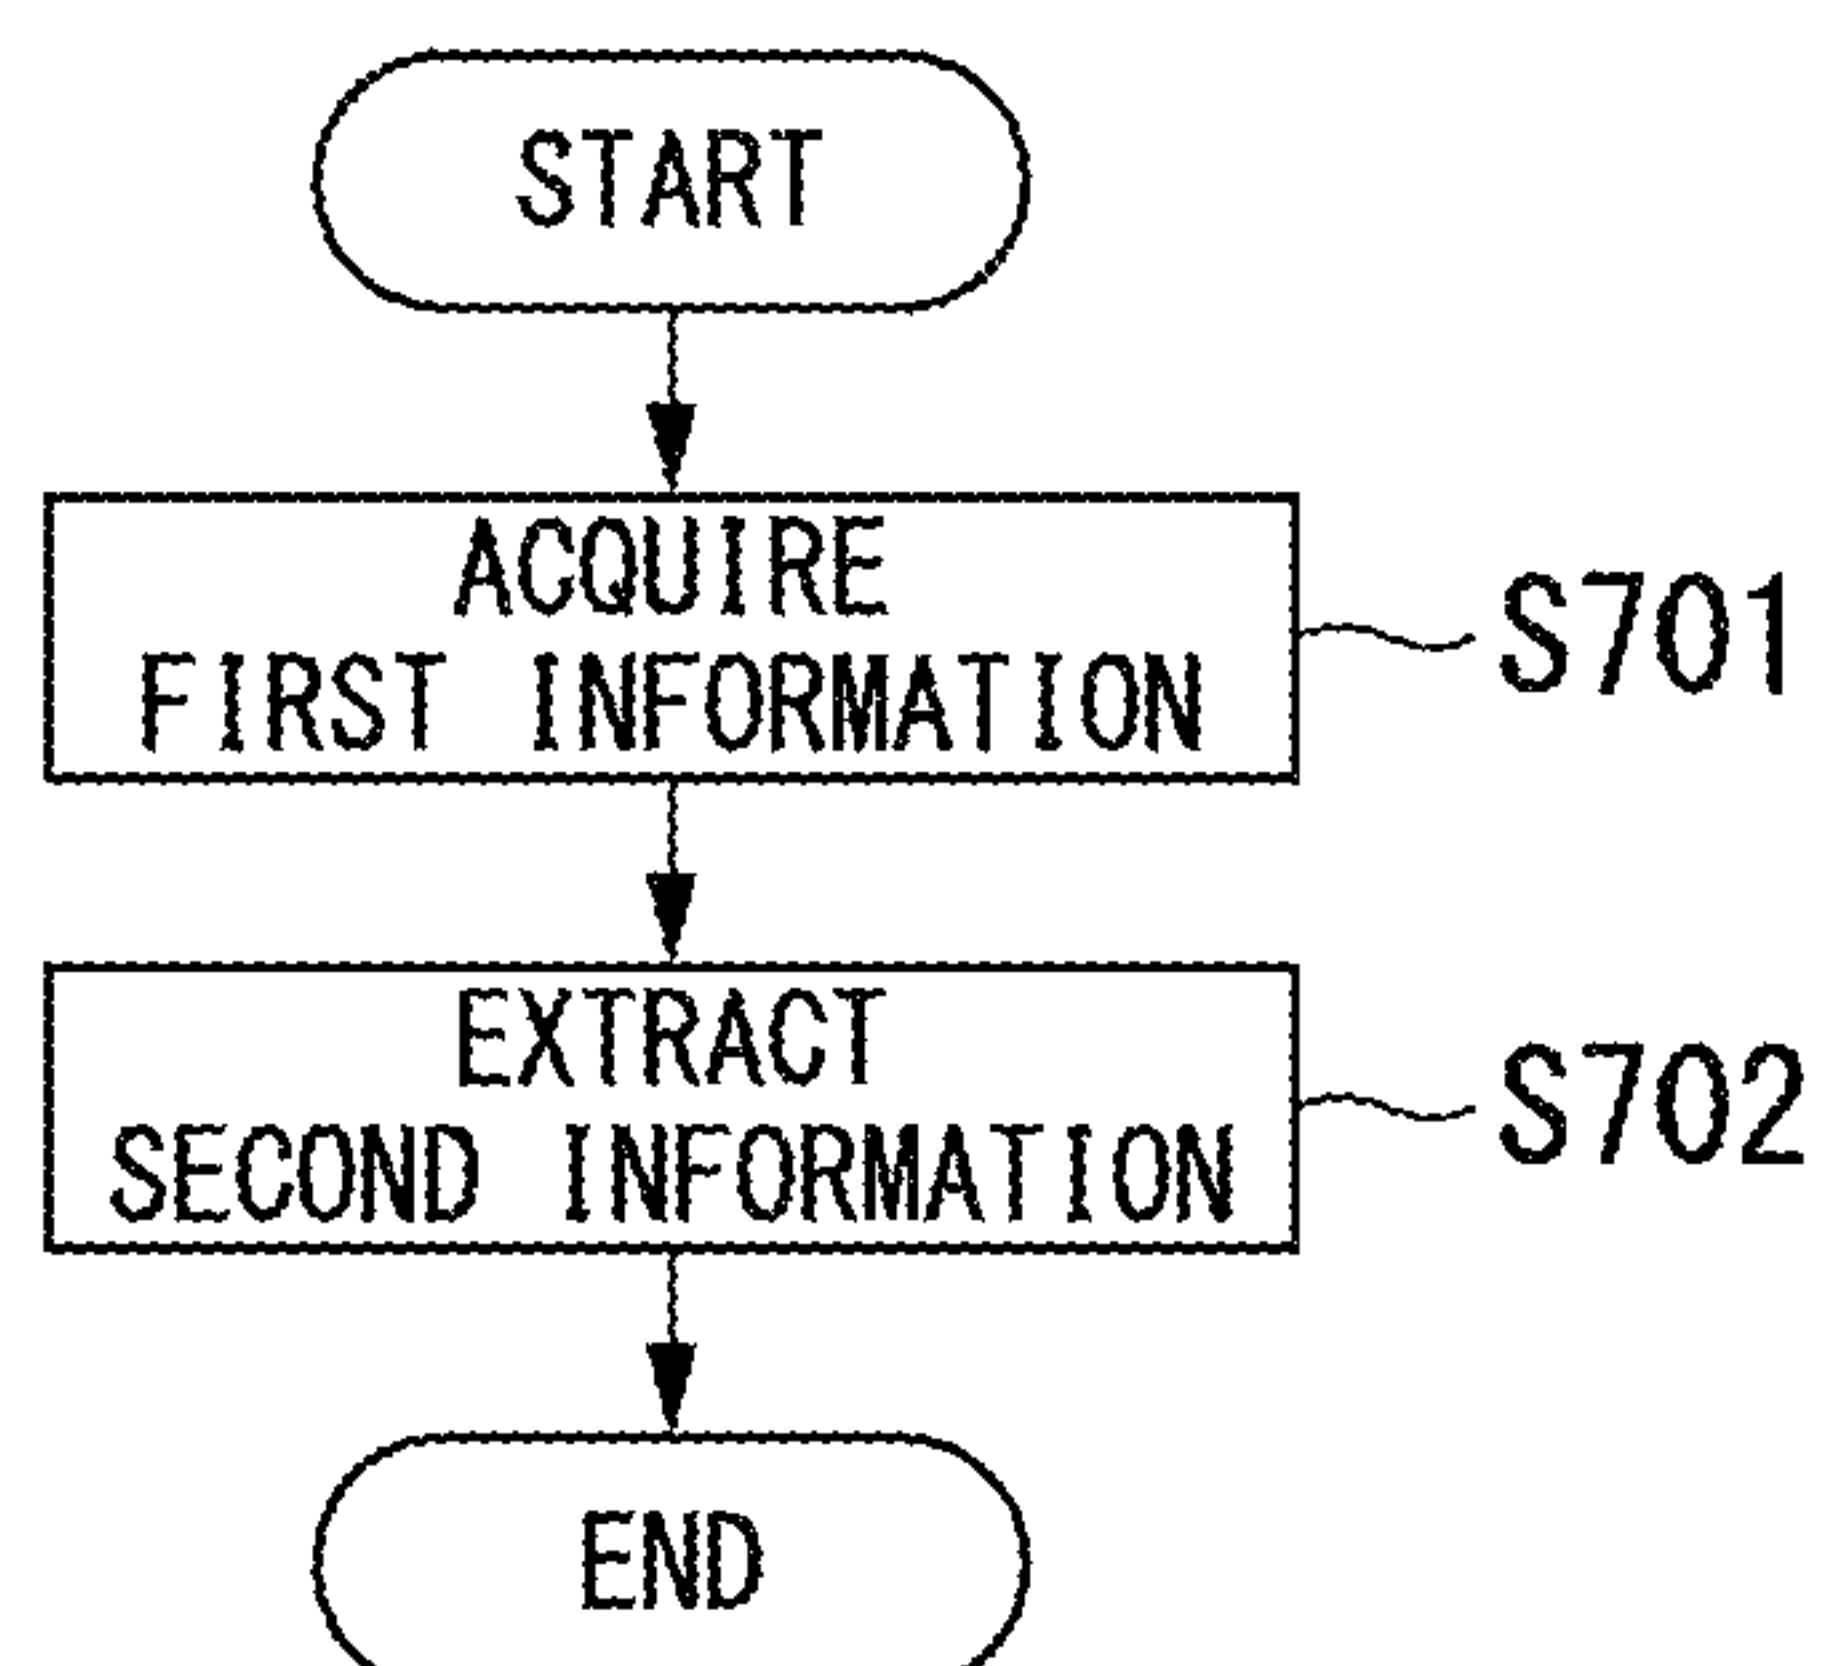 START
ACQUIRE
FIRST INFORMATION
S701
EXTRACT
SECOND INFORMATION
S702
END